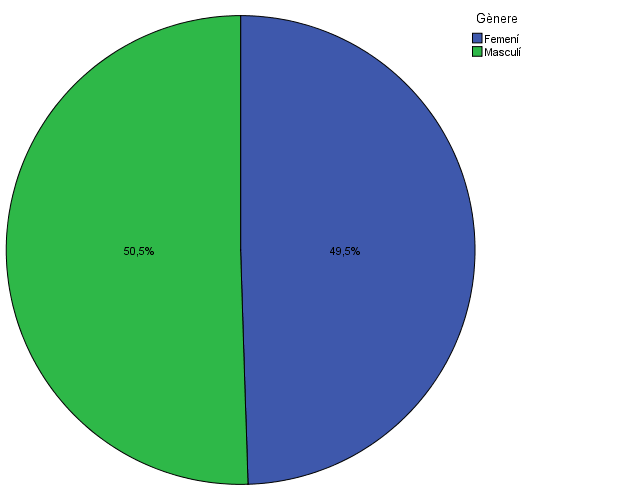 Gènere
Femení
Masculí
50,5%
49,5%